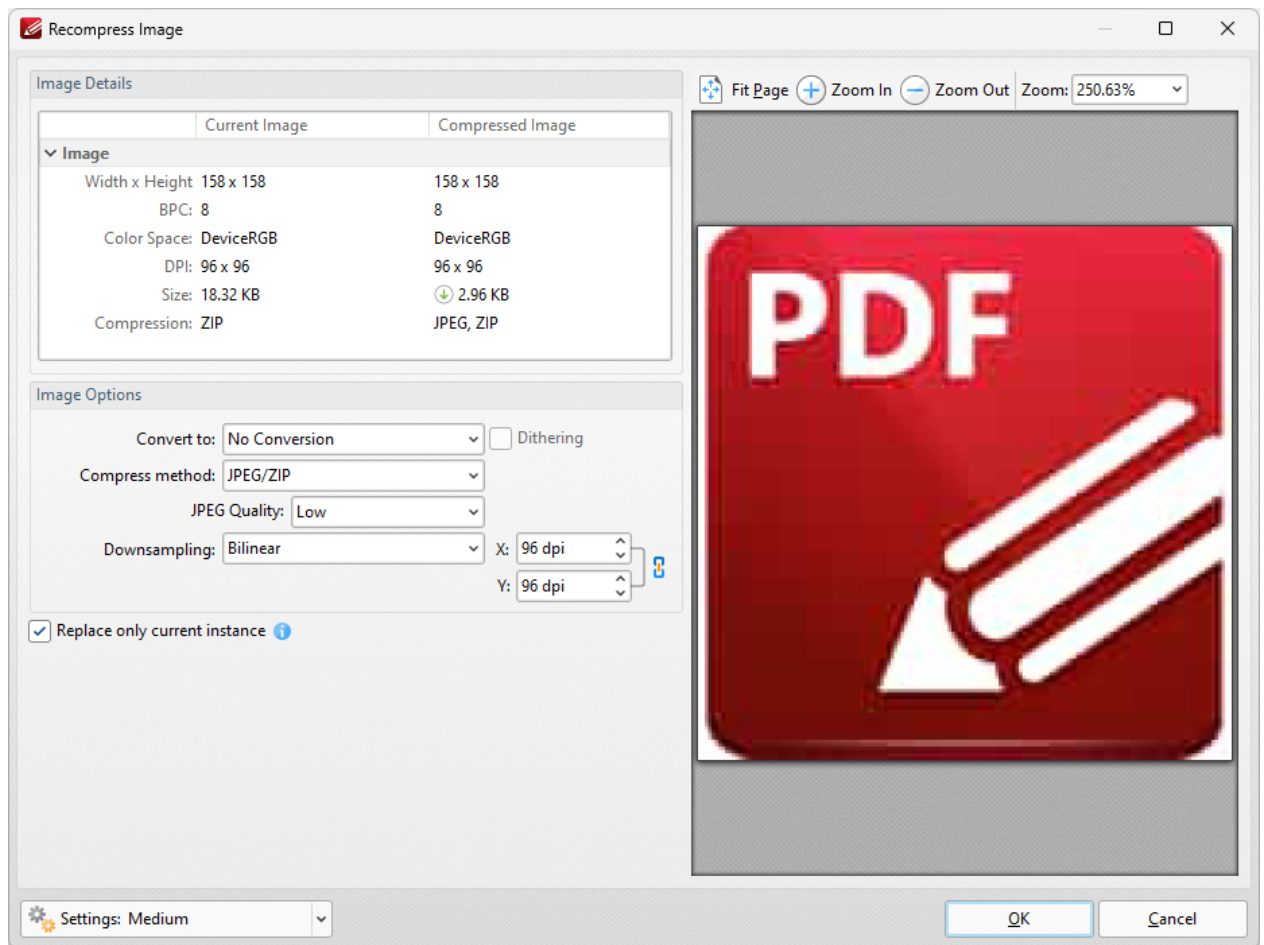 Recompress Image
Image Details
Current Image Compressed Image
Image
Width x Height 158 x 158 158 x 158
BPC: 8 8
Color Space: DeviceRGB DeviceRGB
DPI: 96 x 96 96 x 96
Size: 18.32 KB 2.96 KB
Compression: ZIP JPEG, ZIP
Image Options
Convert to: No Conversion Dithering
Compress method: JPEG/ZIP
JPEG Quality: Low
Downsampling: Bilinear X: 96 dpi
Y: 96 dpi
Replace only current instance
Fit Page Zoom In Zoom Out Zoom: 250.63%
PDF
Settings: Medium
OK Cancel